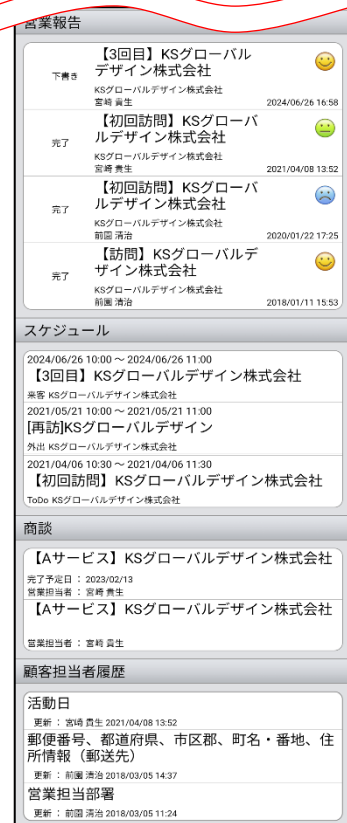 営業報告
【3回目】KSグローバル
下書き
デザイン株式会社
KSグローバルデザイン株式会社
宮崎 貴生
2024/06/26 16:58
【初回訪問】KSグローバ
完了
ルデザイン株式会社
KSグローバルデザイン株式会社
宮崎 貴生
2021/04/08 13:52
【初回訪問】KSグローバ
完了
ルデザイン株式会社
KSグローバルデザイン株式会社
前園 清治
2020/01/22 17:25
【訪問】KSグローバルデ
完了
ザイン株式会社
KSグローバルデザイン株式会社
前園 清治
2018/01/11 15:53
スケジュール
2024/06/26 10:00 ～ 2024/06/26 11:00
【3回目】KSグローバルデザイン株式会社
来客 KSグローバルデザイン株式会社
2021/05/21 10:00 ～ 2021/05/21 11:00
[再訪]KSグローバルデザイン
外出 KSグローバルデザイン株式会社
2021/04/06 10:30 ～ 2021/04/06 11:30
【初回訪問】KSグローバルデザイン株式会社
ToDo KSグローバルデザイン株式会社
商談
【Aサービス】KSグローバルデザイン株式会社
完了予定日 : 2023/02/13
営業担当者 : 宮崎 貴生
【Aサービス】KSグローバルデザイン株式会社
営業担当者 : 宮崎 貴生
顧客担当者履歴
活動日
更新 : 宮崎 貴生 2021/04/08 13:52
郵便番号、都道府県、市区郡、町名・番地、住
所情報（郵送先）
更新 : 前園 清治 2018/03/05 14:37
営業担当部署
更新 : 前園 清治 2018/03/05 11:24